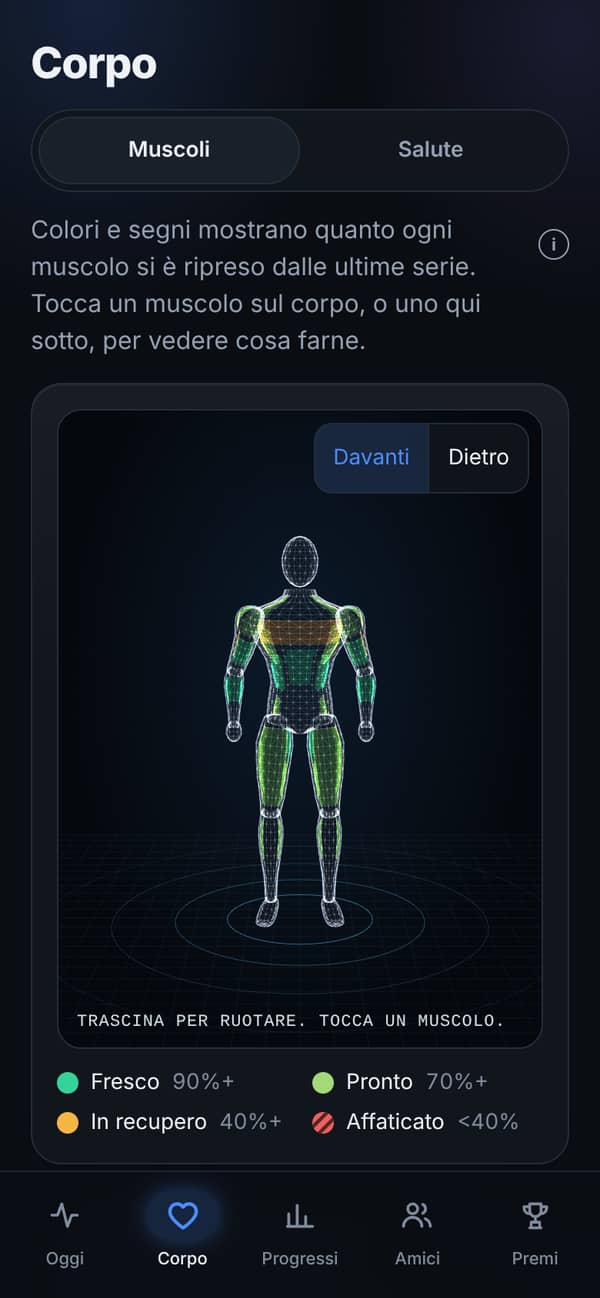 Corpo
Muscoli
Salute
Colori e segni mostrano quanto ogni
muscolo si è ripreso dalle ultime serie.
Tocca un muscolo sul corpo, o uno qui
sotto, per vedere cosa farne.
i
Davanti
Dietro
TRASCINA PER RUOTARE. TOCCA UN MUSCOLO.
Fresco 90%+
Pronto 70%+
In recupero 40%+
Affaticato <40%
Oggi
Corpo
Progressi
Amici
Premi